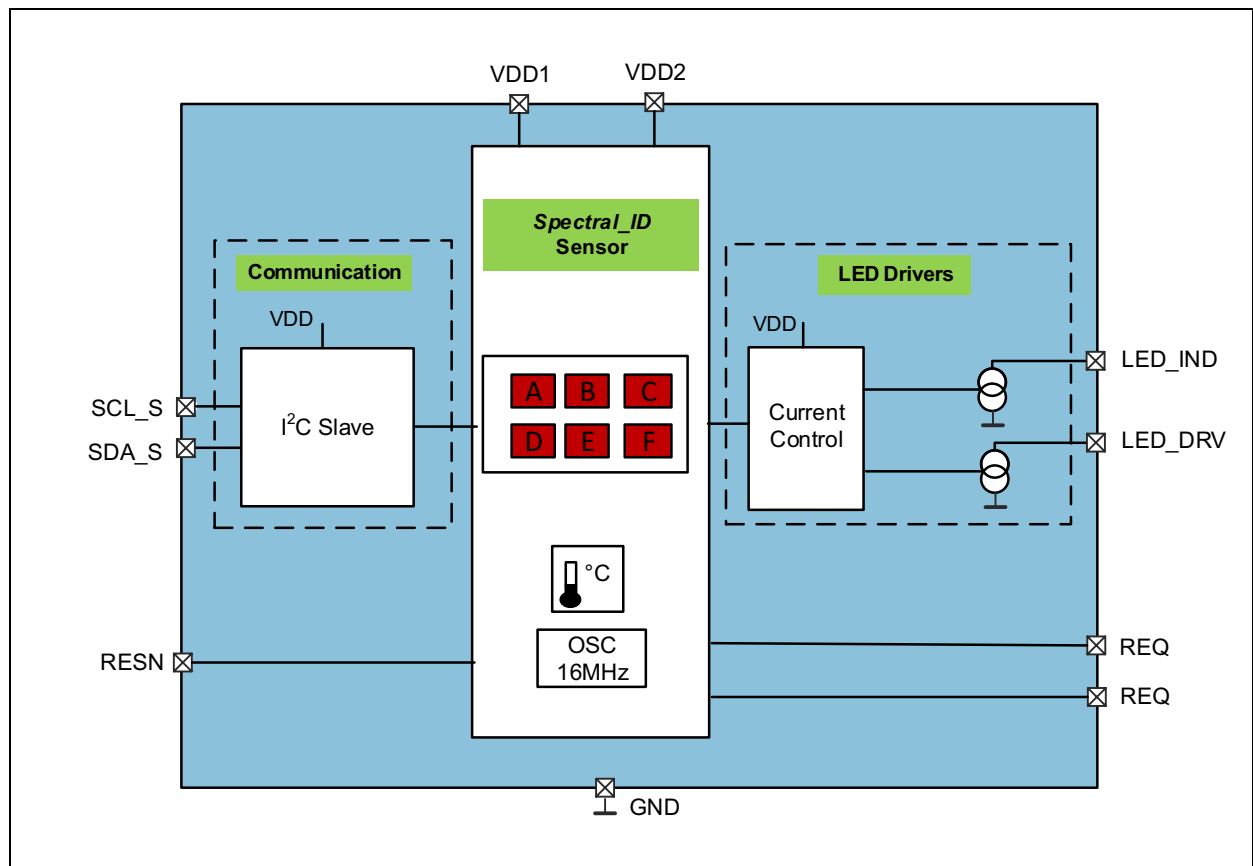 VDD1
VDD2
Spectral_ID
Sensor
Communication
LED Drivers
VDD
VDD
I²C Slave
A B C
D E F
Current
Control
SCL_S
SDA_S
LED_IND
LED_DRV
°C
OSC
16MHz
RESN
REQ
REQ
GND